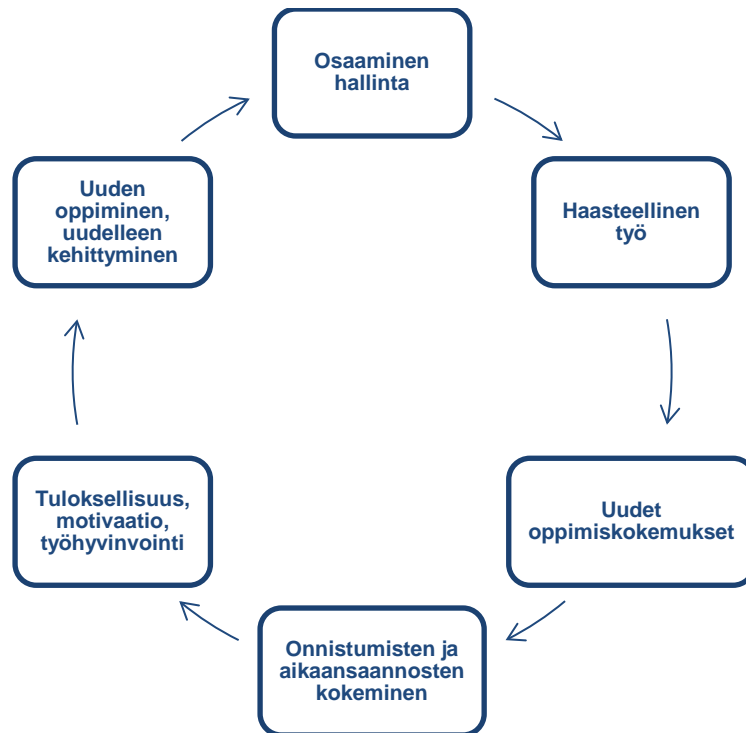 Osaaminen
hallinta
Haasteellinen
työ
Uudet
oppimiskokemukset
Onnistumisten ja
aikaansaannosten
kokeminen
Tuloksellisuus,
motivaatio,
työhyvinvointi
Uuden
oppiminen,
uudelleen
kehittyminen